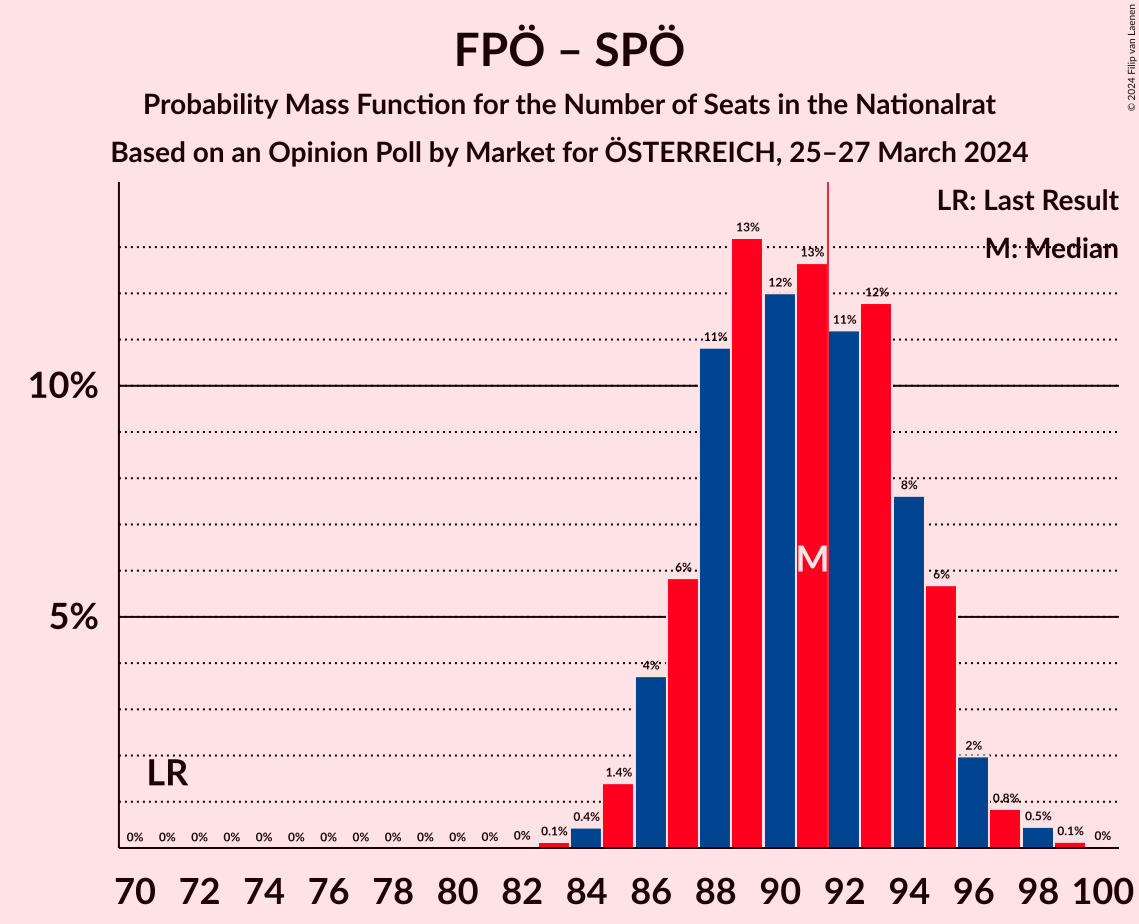 FPÖ – SPÖ
Probability Mass Function for the Number of Seats in the Nationalrat
Based on an Opinion Poll by Market for ÖSTERREICH, 25–27 March 2024
© 2024 Filip van Laenen
LR: Last Result
M: Median
10%
5%
LR
M
0% 0% 0% 0% 0% 0% 0% 0% 0% 0% 0% 0% 0% 0.1% 0.4% 1.4% 4% 6% 11% 13% 12% 13% 11% 12% 8% 6% 2% 0.8% 0.5% 0.1% 0%
70 72 74 76 78 80 82 84 86 88 90 92 94 96 98 100